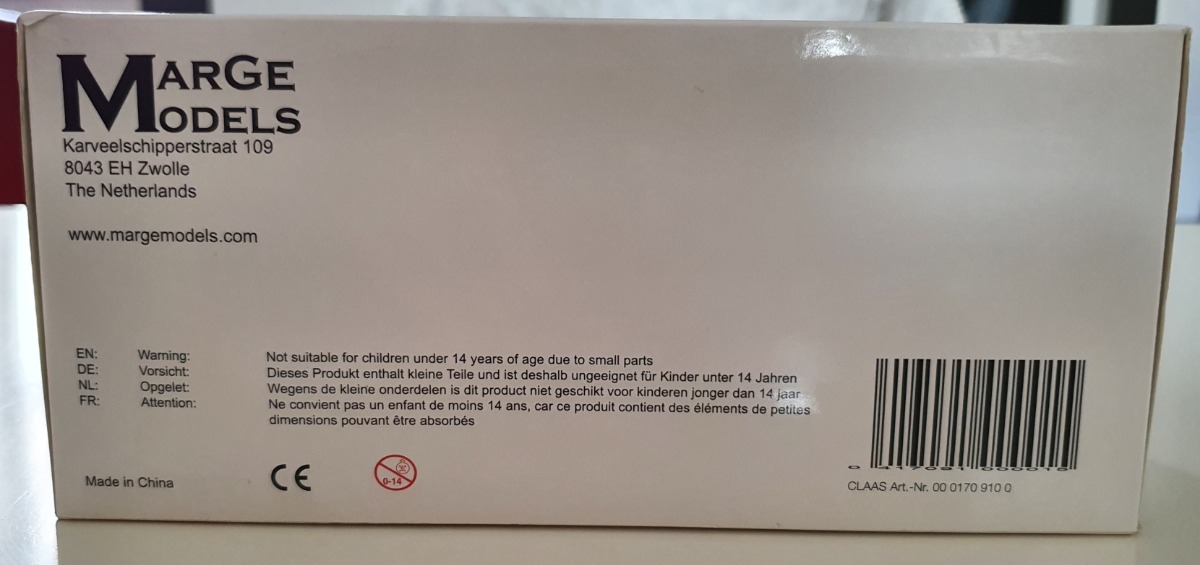 MARGE
MODELS
Karveelschipperstraat 109
8043 EH Zwolle
The Netherlands
www.margemodels.com
EN: Warning: Not suitable for children under 14 years of age due to small parts
DE: Vorsicht: Dieses Produkt enthalt kleine Teile und ist deshalb ungeeignet für Kinder unter 14 Jahren
NL: Opgelet: Wegens de kleine onderdelen is dit product niet geschikt voor kinderen jonger dan 14 jaar
FR: Attention: Ne convient pas un enfant de moins 14 ans, car ce produit contient des éléments de petites
dimensions pouvant être absorbés
Made in China
CE
0-14
CLAAS Art.-Nr. 00 0170 910 0